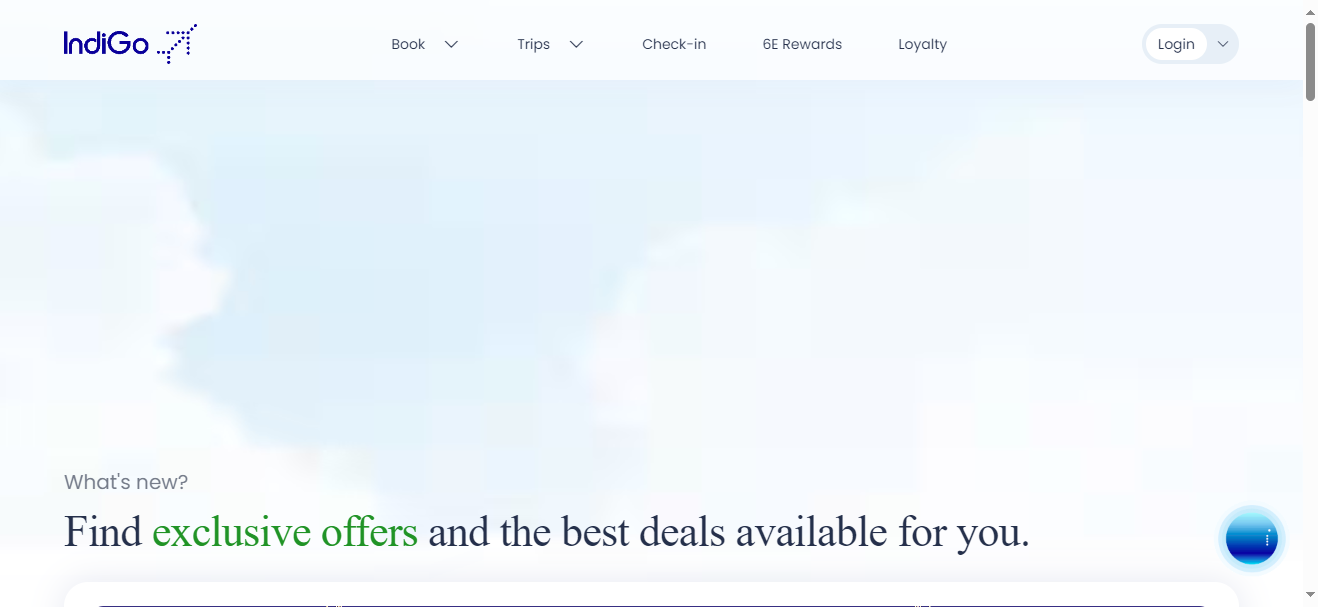 IndiGo
Book Trips Check-in 6E Rewards Loyalty Login
What's new?
Find exclusive offers and the best deals available for you.